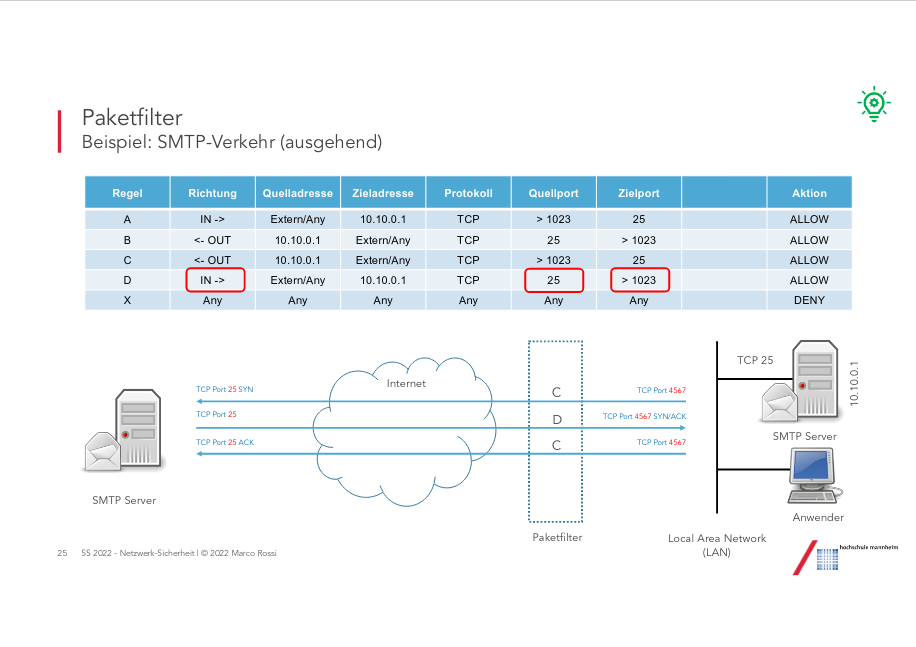 Paketfilter
Beispiel: SMTP-Verkehr (ausgehend)
Regel Richtung Quelladresse Zieladresse Protokoll Quellport Zielport Aktion
A IN -> Extern/Any 10.10.0.1 TCP > 1023 25 ALLOW
B <- OUT 10.10.0.1 Extern/Any TCP 25 > 1023 ALLOW
C <- OUT 10.10.0.1 Extern/Any TCP > 1023 25 ALLOW
D IN -> Extern/Any 10.10.0.1 TCP 25 > 1023 ALLOW
X Any Any Any Any Any Any DENY
Internet
TCP Port 25 SYN C TCP Port 4567
TCP Port 25 D TCP Port 4567 SYN/ACK
TCP Port 25 ACK C TCP Port 4567
TCP 25
10.10.0.1
SMTP Server
SMTP Server
Anwender
Paketfilter
Local Area Network
(LAN)
25 SS 2022 - Netzwerk-Sicherheit | © 2022 Marco Rossi
hochschule mannheim